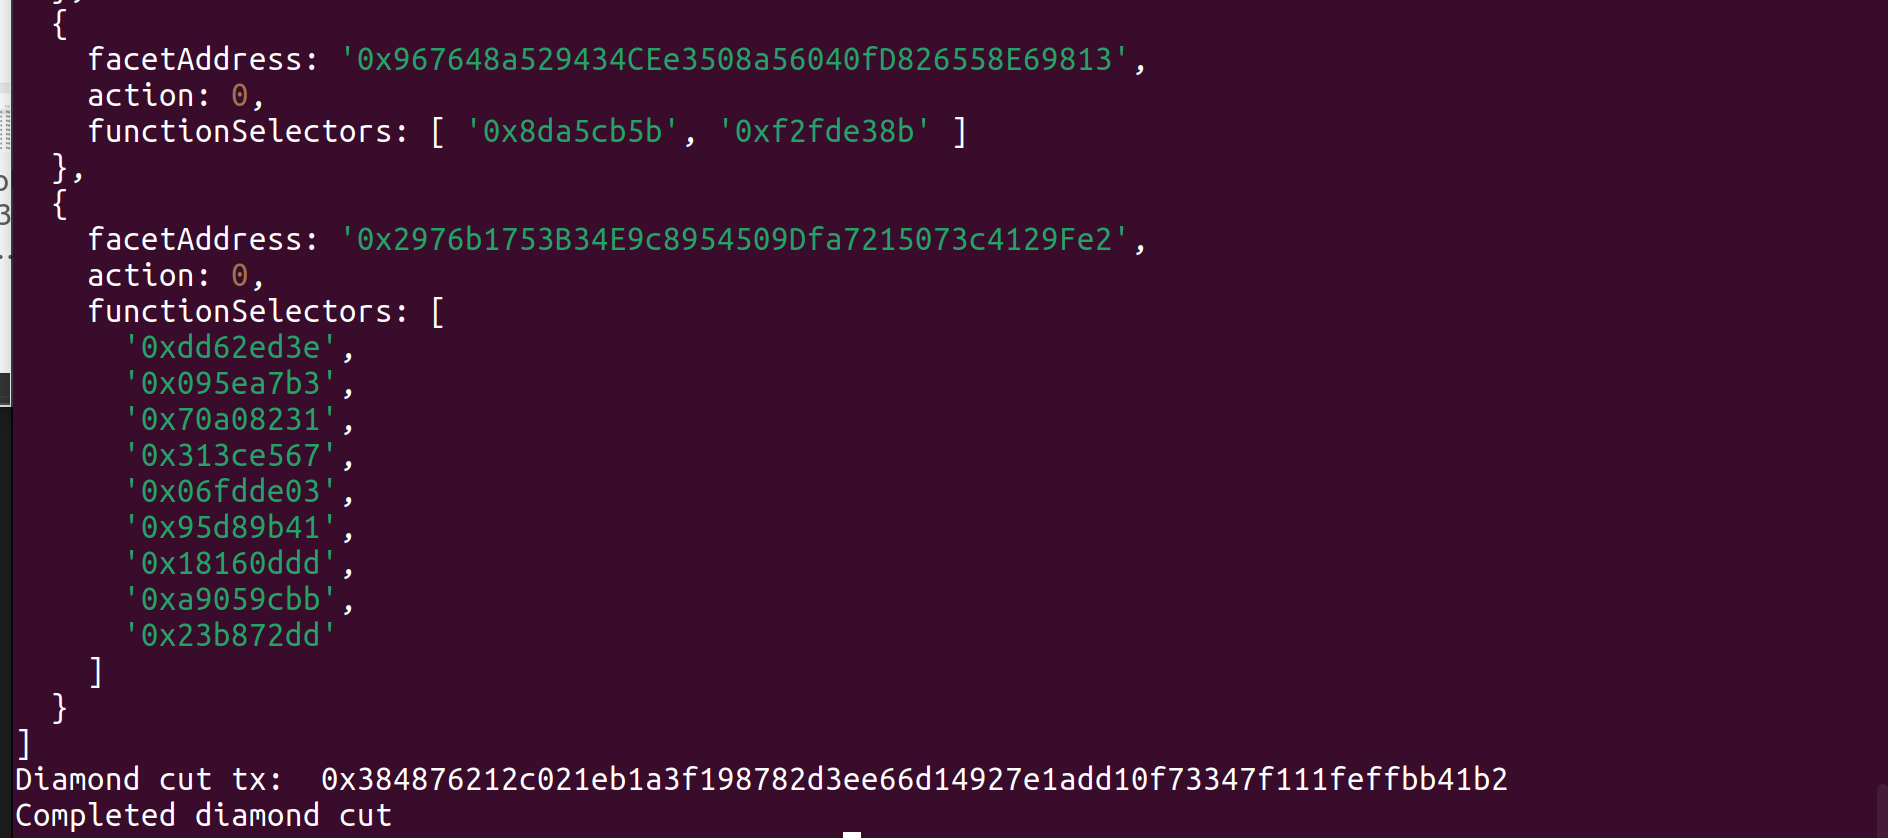 {
facetAddress: '0x967648a529434CEe3508a56040fD826558E69813',
action: 0,
functionSelectors: [ '0x8da5cb5b', '0xf2fde38b' ]
},
{
facetAddress: '0x2976b1753B34E9c8954509Dfa7215073c4129Fe2',
action: 0,
functionSelectors: [
'0xdd62ed3e',
'0x095ea7b3',
'0x70a08231',
'0x313ce567',
'0x06fdde03',
'0x95d89b41',
'0x18160ddd',
'0xa9059cbb',
'0x23b872dd'
]
}
]
Diamond cut tx:  0x384876212c021eb1a3f198782d3ee66d14927e1add10f73347f111feffbb41b2
Completed diamond cut